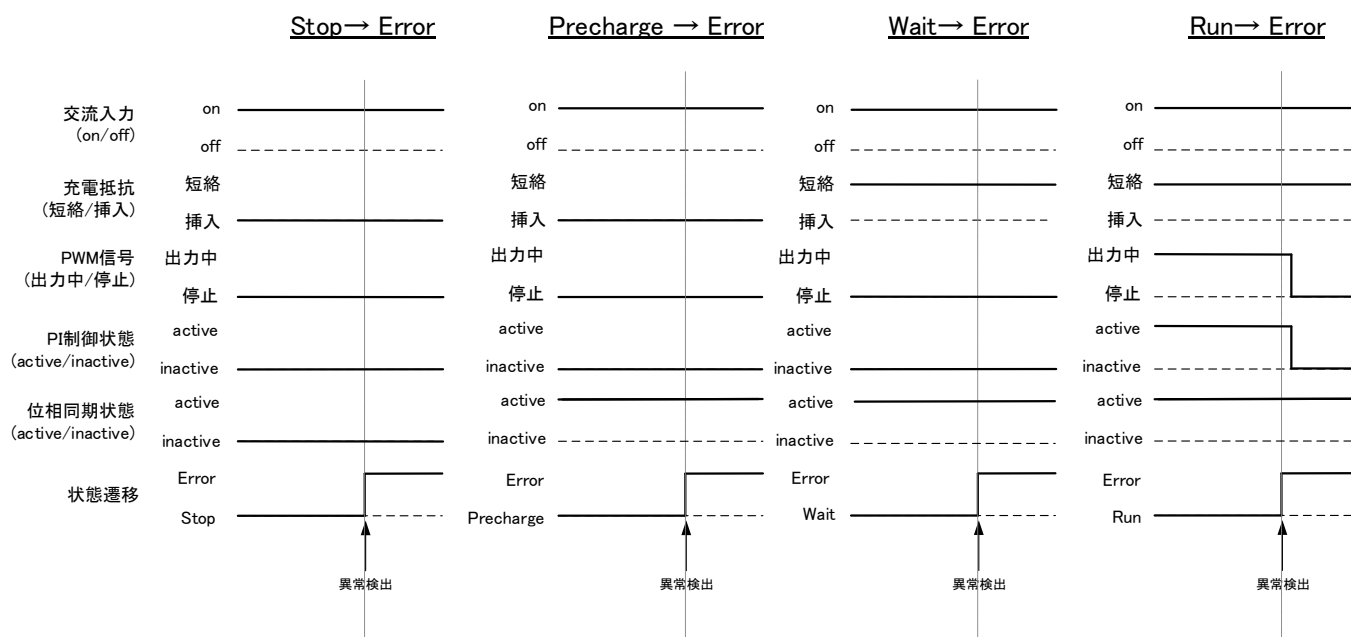 Stop→ Error
Precharge → Error
Wait→ Error
Run→ Error
交流入力
(on/off)
on
off
on
off
on
off
on
off
充電抵抗
(短絡/挿入)
短絡
挿入
短絡
挿入
短絡
挿入
短絡
挿入
PWM信号
(出力中/停止)
出力中
停止
出力中
停止
出力中
停止
出力中
停止
PI制御状態
(active/inactive)
active
inactive
active
inactive
active
inactive
active
inactive
位相同期状態
(active/inactive)
active
inactive
active
inactive
active
inactive
active
inactive
状態遷移
Error
Stop
Error
Precharge
Error
Wait
Error
Run
異常検出
異常検出
異常検出
異常検出